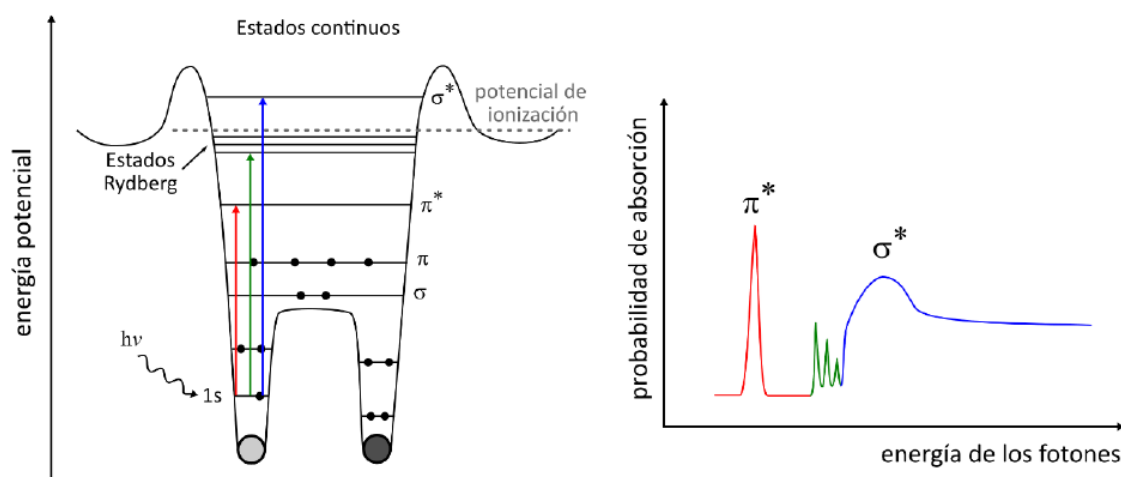 Estados continuos
σ*
potencial de
ionización
Estados
Rydberg
π*
π
σ
hν
1s
energía potencial
π*
σ*
probabilidad de absorción
energía de los fotones